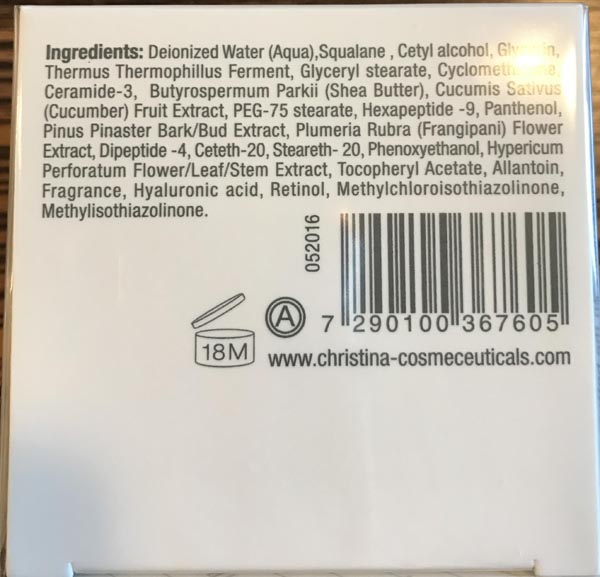 Ingredients: Deionized Water (Aqua),Squalane , Cetyl alcohol,
Thermus Thermophillus Ferment, Glyceryl stearate,
Ceramide-3, Butyrospermum Parkii (Shea Butter), Cucumis Sativus
(Cucumber) Fruit Extract, PEG-75 stearate, Hexapeptide -9, Panthenol,
Pinus Pinaster Bark/Bud Extract, Plumeria Rubra (Frangipani) Flower
Extract, Dipeptide -4, Ceteth-20, Steareth- 20, Phenoxyethanol, Hypericum
Perforatum Flower/Leaf/Stem Extract, Tocopheryl Acetate, Allantoin,
Fragrance, Hyaluronic acid, Retinol, Methylchloroisothiazolinone,
Methylisothiazolinone.
052016
A
7 290100 367605
18M
www.christina-cosmeceuticals.com